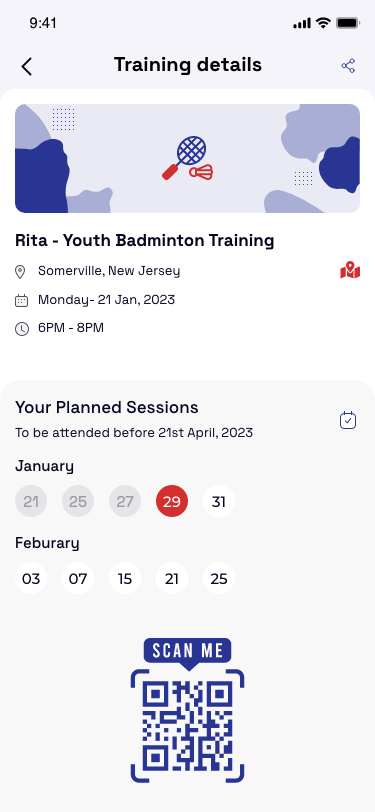 9:41
Training details
Rita - Youth Badminton Training
Somerville, New Jersey
Monday- 21 Jan, 2023
6PM - 8PM
Your Planned Sessions
To be attended before 21st April, 2023
January
21 25 27 29 31
Feburary
03 07 15 21 25
SCAN ME